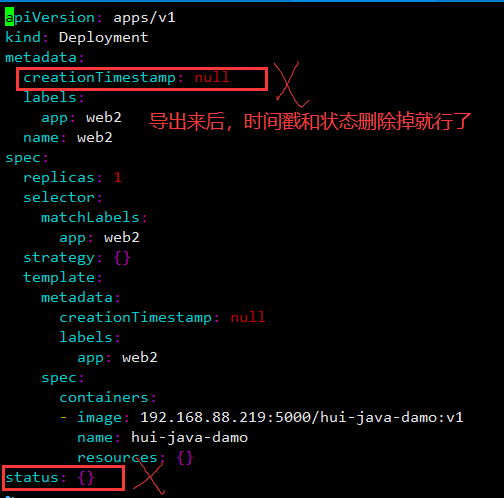 apiVersion: apps/v1
kind: Deployment
metadata:
  creationTimestamp: null
  labels:
    app: web2
导出来后，时间戳和状态删除掉就行了
  name: web2
spec:
  replicas: 1
  selector:
    matchLabels:
      app: web2
  strategy: {}
  template:
    metadata:
      creationTimestamp: null
      labels:
        app: web2
    spec:
      containers:
      - image: 192.168.88.219:5000/hui-java-damo:v1
        name: hui-java-damo
        resources: {}
status: {}
~